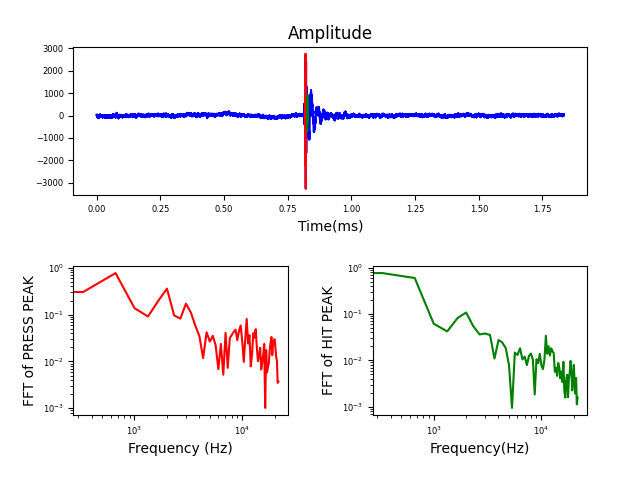 Amplitude
3000
2000
1000
0
−1000
−2000
−3000
0.00 0.25 0.50 0.75 1.00 1.25 1.50 1.75
Time(ms)
FFT of PRESS PEAK
10⁰
10⁻¹
10⁻²
10⁻³
10³ 10⁴
Frequency (Hz)
FFT of HIT PEAK
10⁰
10⁻¹
10⁻²
10⁻³
10³ 10⁴
Frequency(Hz)